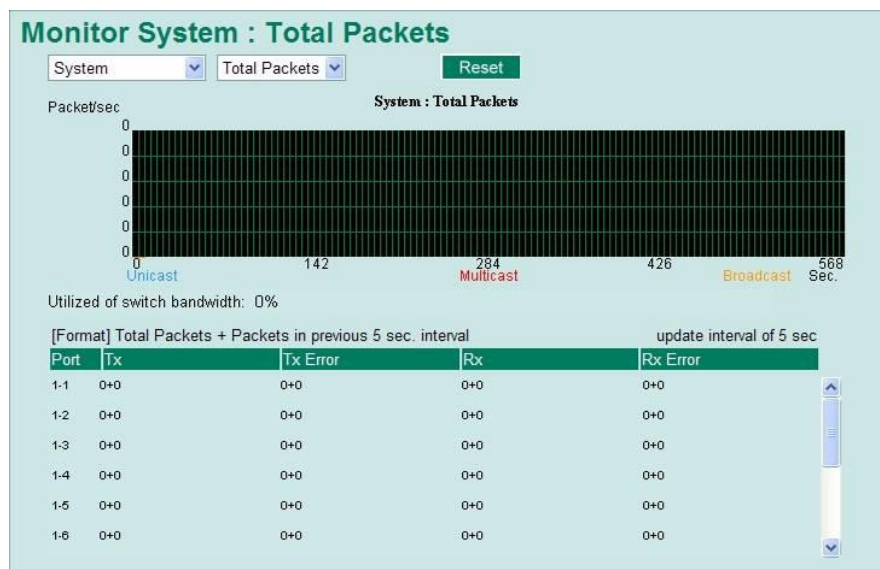 Monitor System : Total Packets
System Total Packets Reset
Packet/sec System : Total Packets
0
0
0
0
0
0
0 142 284 426 568
Unicast Multicast Broadcast Sec.
Utilized of switch bandwidth: 0%
[Format] Total Packets + Packets in previous 5 sec. interval update interval of 5 sec
Port Tx Tx Error Rx Rx Error
1-1 0+0 0+0 0+0 0+0
1-2 0+0 0+0 0+0 0+0
1-3 0+0 0+0 0+0 0+0
1-4 0+0 0+0 0+0 0+0
1-5 0+0 0+0 0+0 0+0
1-6 0+0 0+0 0+0 0+0